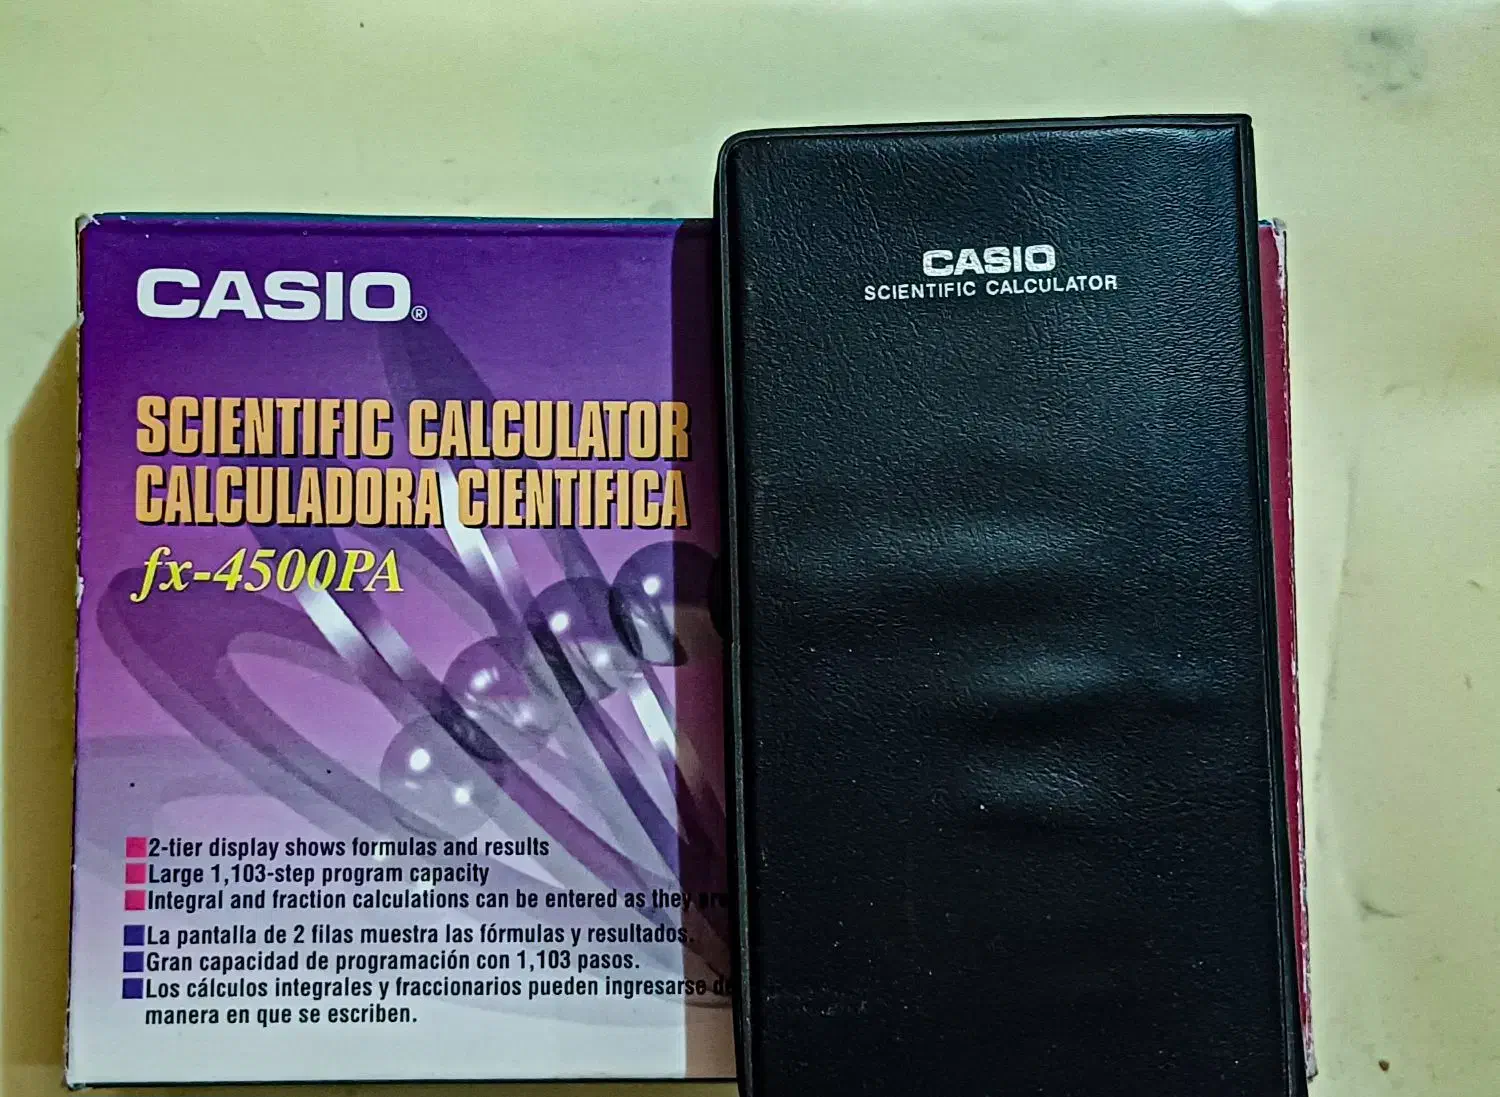 CASIO®
SCIENTIFIC CALCULATOR
CALCULADORA CIENTIFICA
fx-4500PA
2-tier display shows formulas and results
Large 1,103-step program capacity
Integral and fraction calculations can be entered as they are
La pantalla de 2 filas muestra las fórmulas y resultados.
Gran capacidad de programación con 1,103 pasos.
Los cálculos integrales y fraccionarios pueden ingresarse de
manera en que se escriben.
CASIO
SCIENTIFIC CALCULATOR